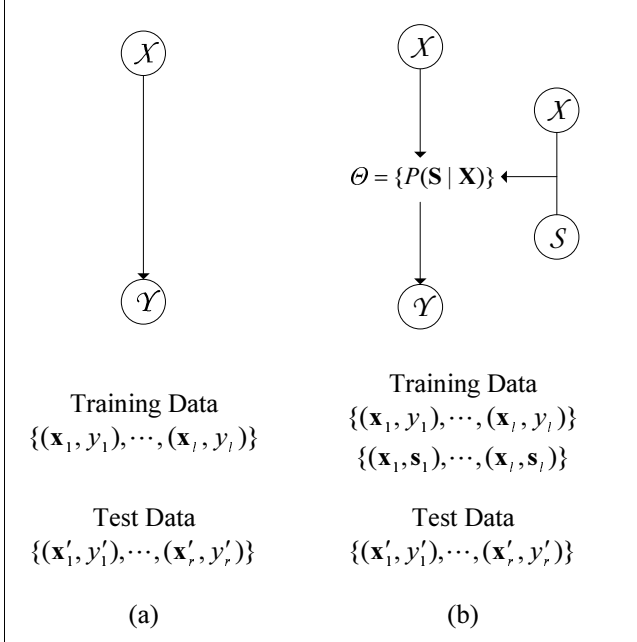 X
Y
Training Data
{(x₁, y₁),⋯,(xₗ, yₗ)}
Test Data
{(x′₁, y′₁),⋯,(x′ᵣ, y′ᵣ)}
(a)
X
X
Θ = {P(S | X)}
S
Y
Training Data
{(x₁, y₁),⋯,(xₗ, yₗ)}
{(x₁, s₁),⋯,(xₗ, sₗ)}
Test Data
{(x′₁, y′₁),⋯,(x′ᵣ, y′ᵣ)}
(b)